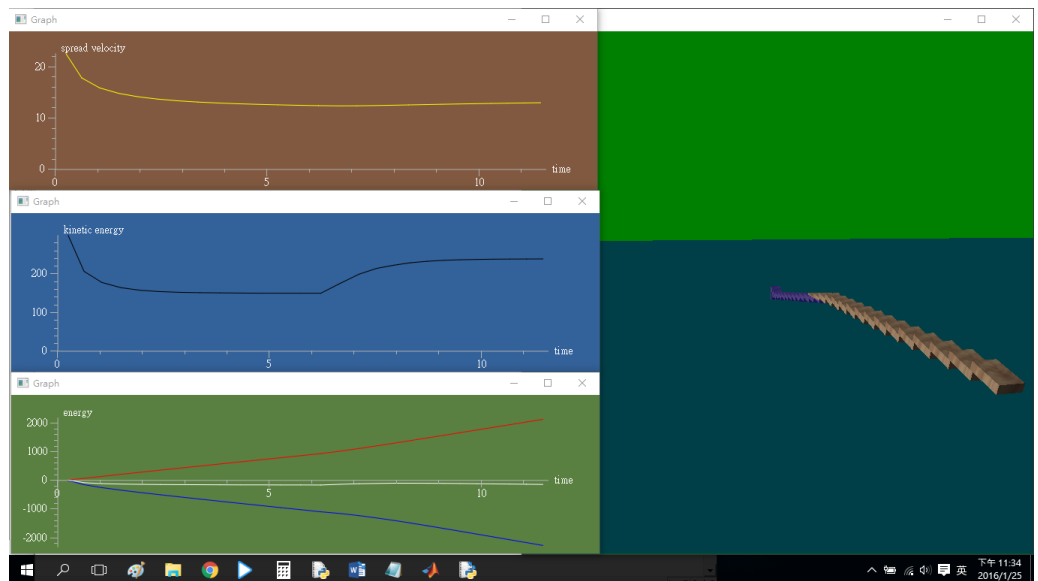 Graph
spread velocity
20
10
0
0 5 10 time
Graph
kinetic energy
200
100
0
0 5 10 time
Graph
energy
2000
1000
0
0 5 10 time
-1000
-2000
英
下午 11:34
2016/1/25